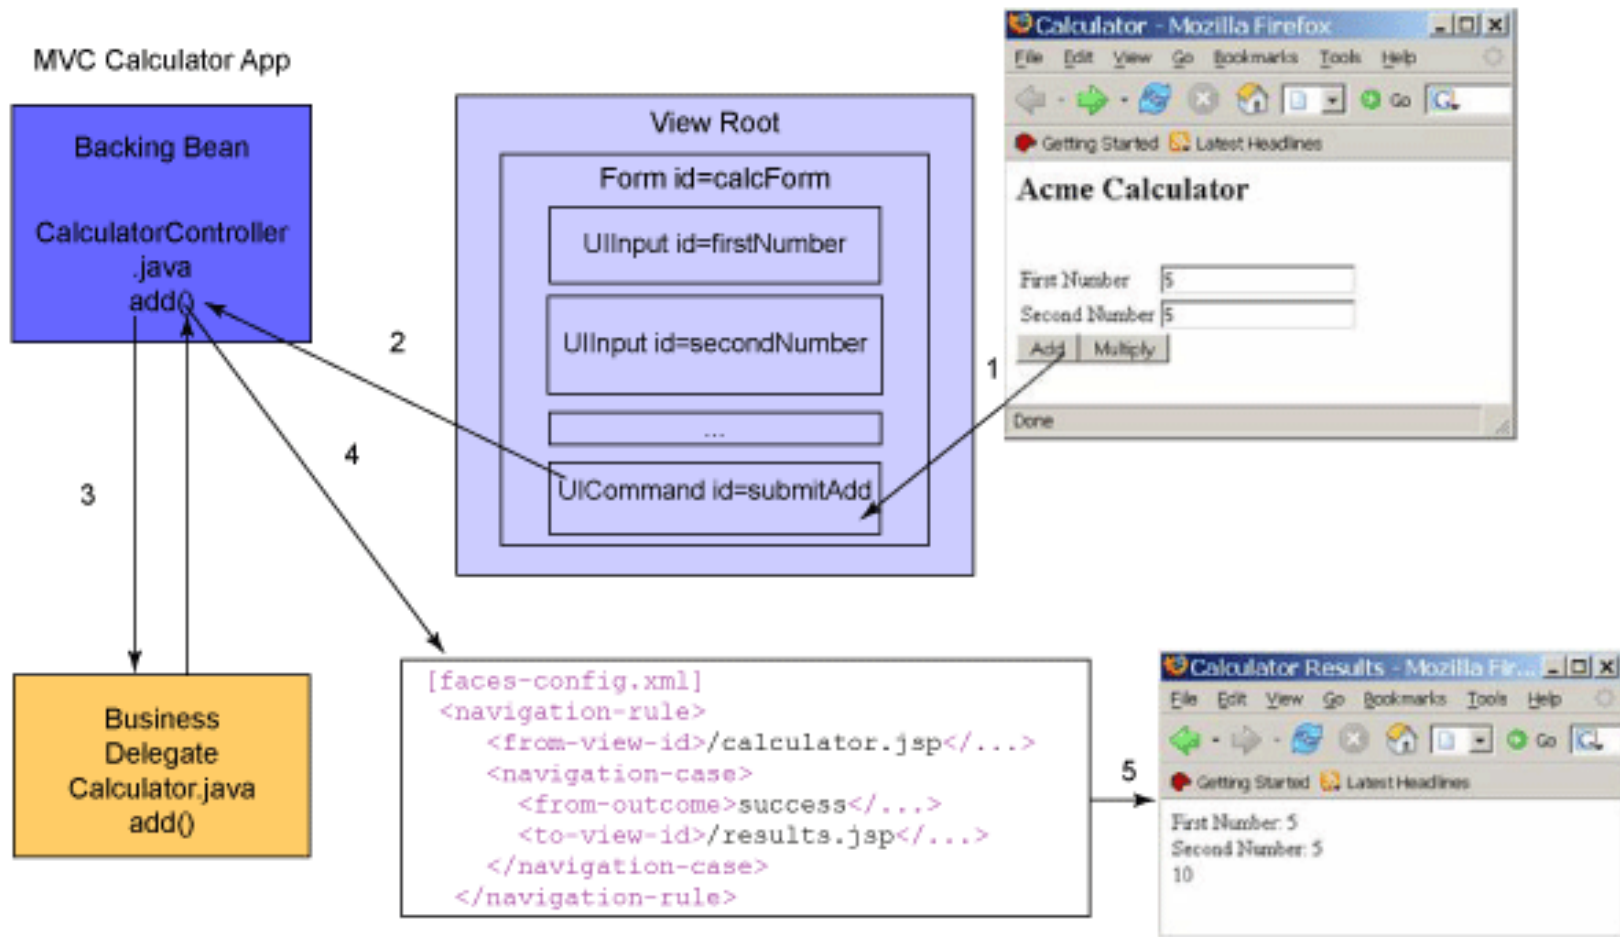 MVC Calculator App
Backing Bean
CalculatorController
.java
add()
3
Business
Delegate
Calculator.java
add()
2
4
View Root
Form id=calcForm
UIInput id=firstNumber
UIInput id=secondNumber
...
UICommand id=submitAdd
1
Calculator - Mozilla Firefox
File Edit View Go Bookmarks Tools Help
Go G
Getting Started Latest Headlines
Acme Calculator
First Number 5
Second Number 5
Add Multiply
Done
[faces-config.xml]
<navigation-rule>
<from-view-id>/calculator.jsp</...>
<navigation-case>
<from-outcome>success</...>
<to-view-id>/results.jsp</...>
</navigation-case>
</navigation-rule>
5
Calculator Results - Mozilla Fir...
File Edit View Go Bookmarks Tools Help
Go G
Getting Started Latest Headlines
First Number: 5
Second Number: 5
10